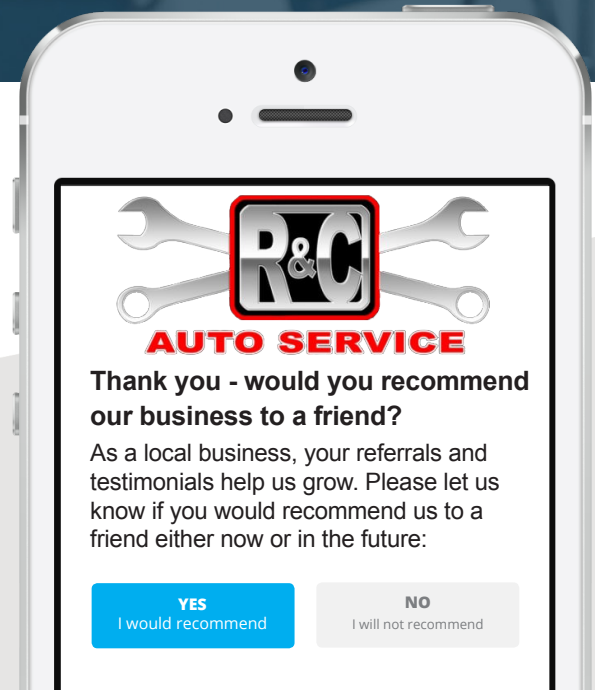 R&C
AUTO SERVICE
Thank you - would you recommend
our business to a friend?
As a local business, your referrals and
testimonials help us grow. Please let us
know if you would recommend us to a
friend either now or in the future:
YES
I would recommend
NO
I will not recommend